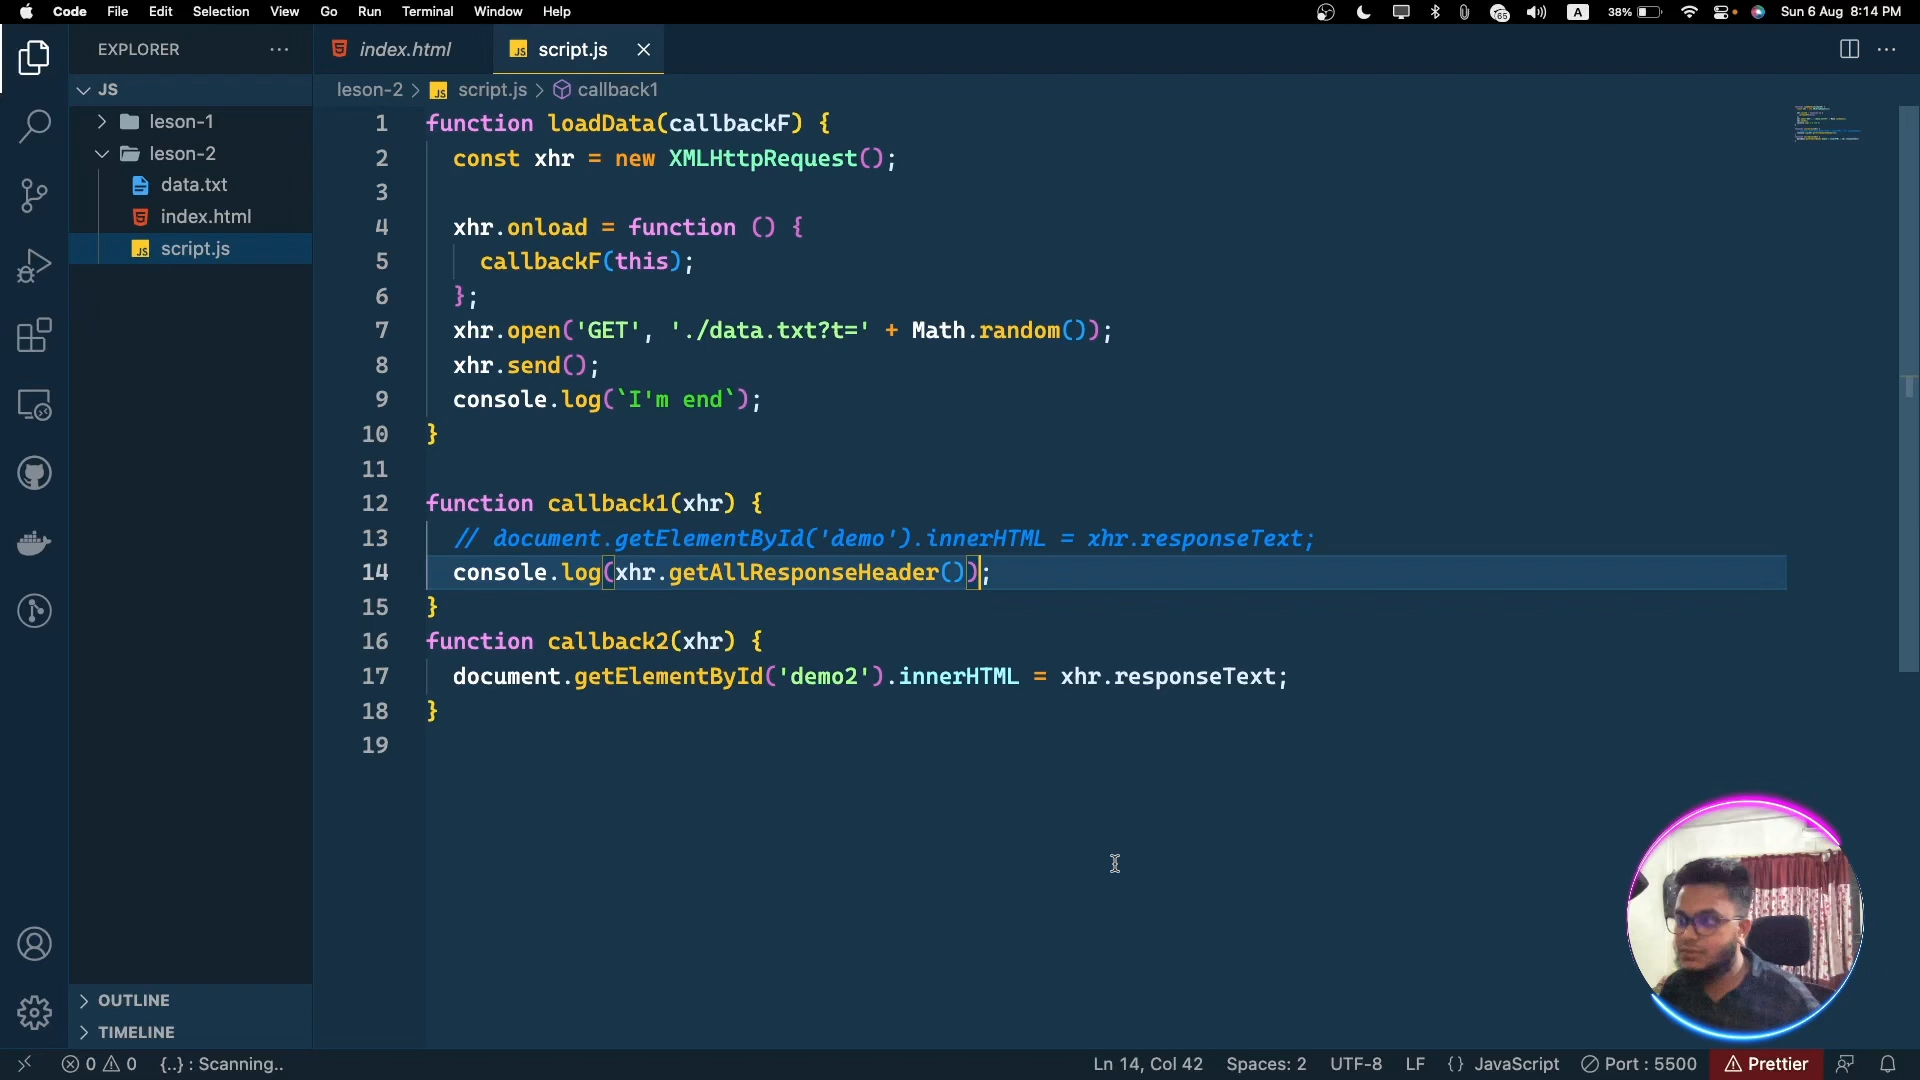 Code File Edit Selection View Go Run Terminal Window Help 65 A 38% Sun 6 Aug 8:14 PM
EXPLORER
index.html
JS script.js
JS
leson-2 > JS script.js > callback1
leson-1
leson-2
data.txt
index.html
JS script.js
1 function loadData(callbackF) {
2 const xhr = new XMLHttpRequest();
3
4 xhr.onload = function () {
5 callbackF(this);
6 };
7 xhr.open('GET', './data.txt?t=' + Math.random());
8 xhr.send();
9 console.log(`I'm end`);
10 }
11
12 function callback1(xhr) {
13 // document.getElementById('demo').innerHTML = xhr.responseText;
14 console.log(xhr.getAllResponseHeader());
15 }
16 function callback2(xhr) {
17 document.getElementById('demo2').innerHTML = xhr.responseText;
18 }
19
OUTLINE
TIMELINE
0 0 {..} : Scanning.. Ln 14, Col 42 Spaces: 2 UTF-8 LF {} JavaScript Port : 5500 Prettier